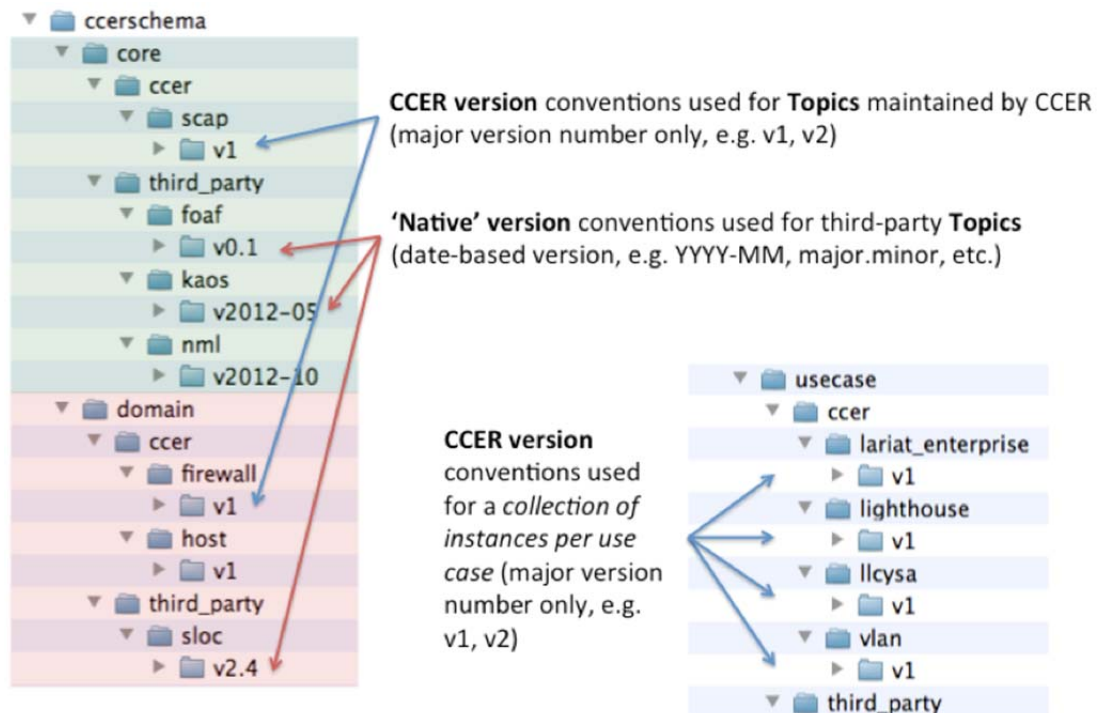 ccerschema
core
ccer
scap
v1
third_party
foaf
v0.1
kaos
v2012-05
nml
v2012-10
domain
ccer
firewall
v1
host
v1
third_party
sloc
v2.4
CCER version conventions used for Topics maintained by CCER
(major version number only, e.g. v1, v2)
‘Native’ version conventions used for third-party Topics
(date-based version, e.g. YYYY-MM, major.minor, etc.)
CCER version
conventions used
for a collection of
instances per use
case (major version
number only, e.g.
v1, v2)
usecase
ccer
lariat_enterprise
v1
lighthouse
v1
llcysa
v1
vlan
v1
third_party